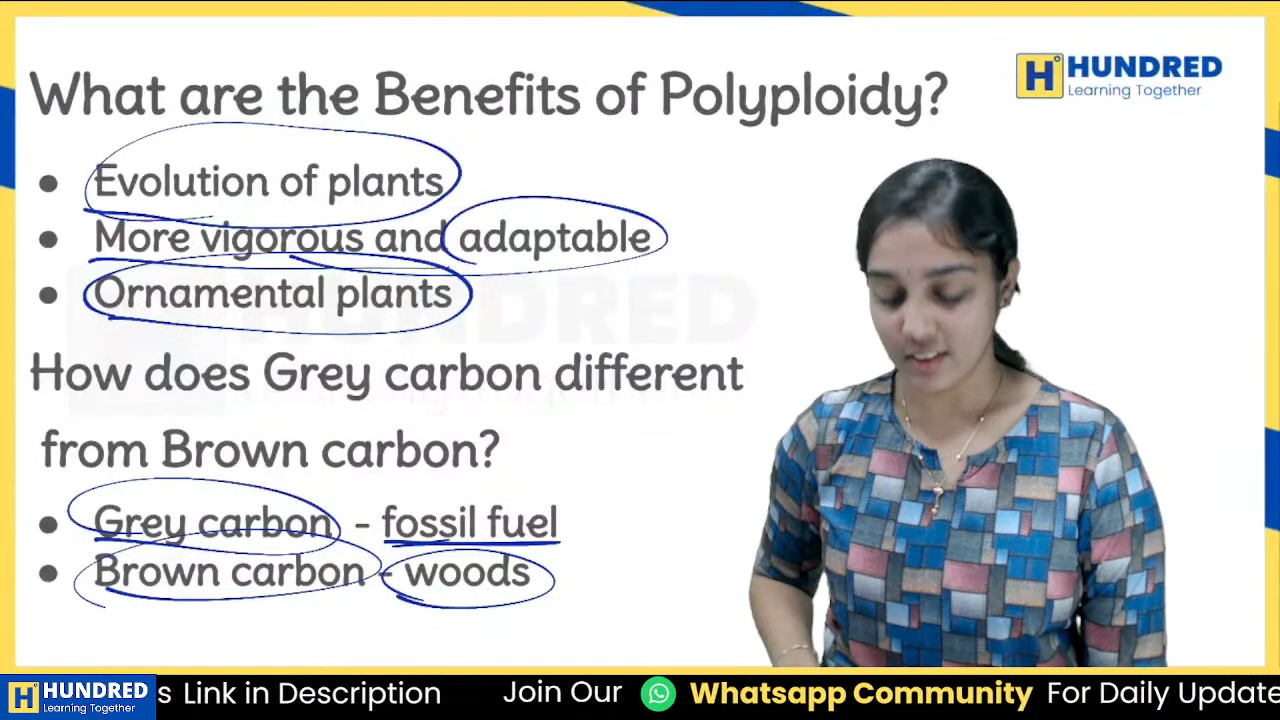 What are the Benefits of Polyploidy?
HUNDRED
Learning Together
• Evolution of plants
• More vigorous and adaptable
• Ornamental plants
HUNDRED
How does Grey carbon different
from Brown carbon?
• Grey carbon - fossil fuel
• Brown carbon - woods
HUNDRED
Learning Together
s Link in Description Join Our Whatsapp Community For Daily Update